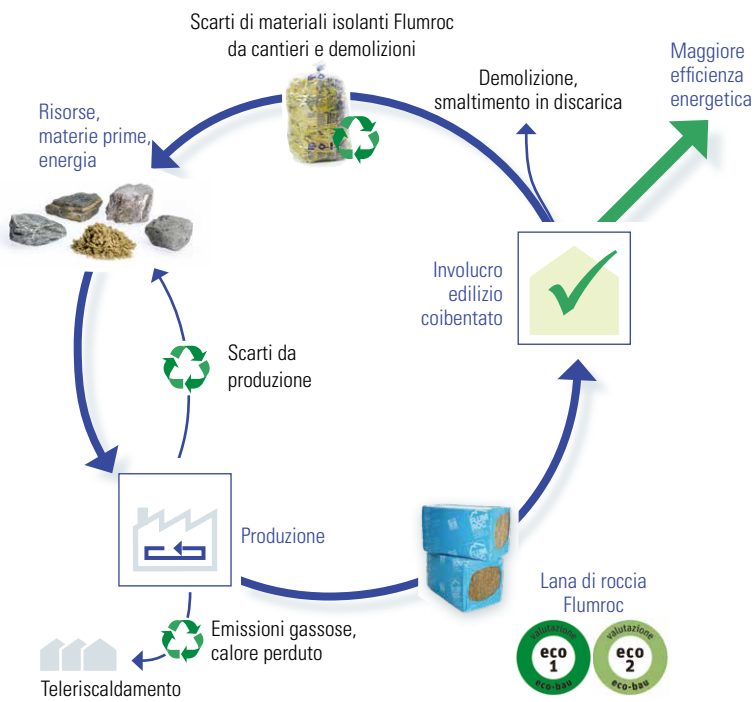 Scarti di materiali isolanti Flumroc
da cantieri e demolizioni
Maggiore
efficienza
energetica
Demolizione,
smaltimento in discarica
Risorse,
materie prime,
energia
Involucro
edilizio
coibentato
Scarti da
produzione
Produzione
Lana di roccia
Flumroc
valutazione
eco
1
eco-bau
valutazione
eco
2
eco-bau
Emissioni gassose,
calore perduto
Teleriscaldamento